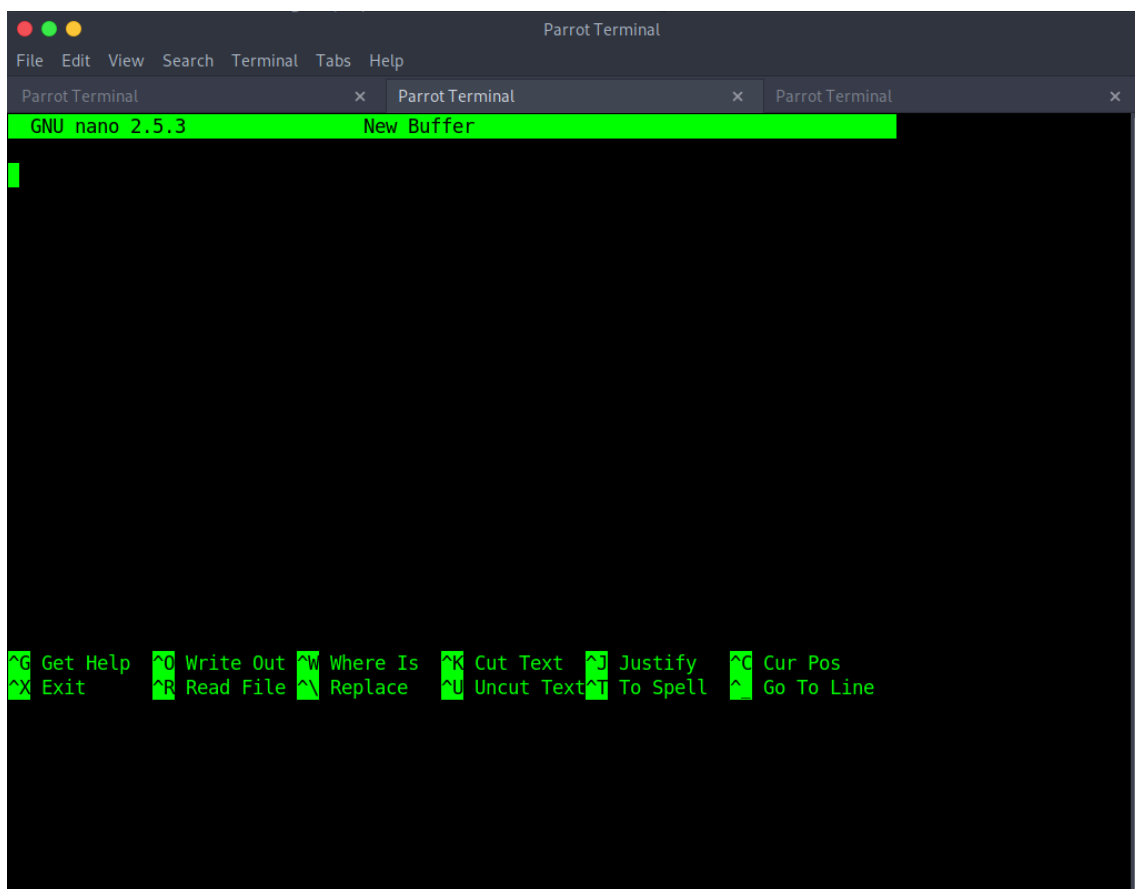 Parrot Terminal
File Edit View Search Terminal Tabs Help
Parrot Terminal × Parrot Terminal × Parrot Terminal ×
GNU nano 2.5.3 New Buffer
^G Get Help ^O Write Out ^W Where Is ^K Cut Text ^J Justify ^C Cur Pos
^X Exit ^R Read File ^\ Replace ^U Uncut Text ^T To Spell ^_ Go To Line